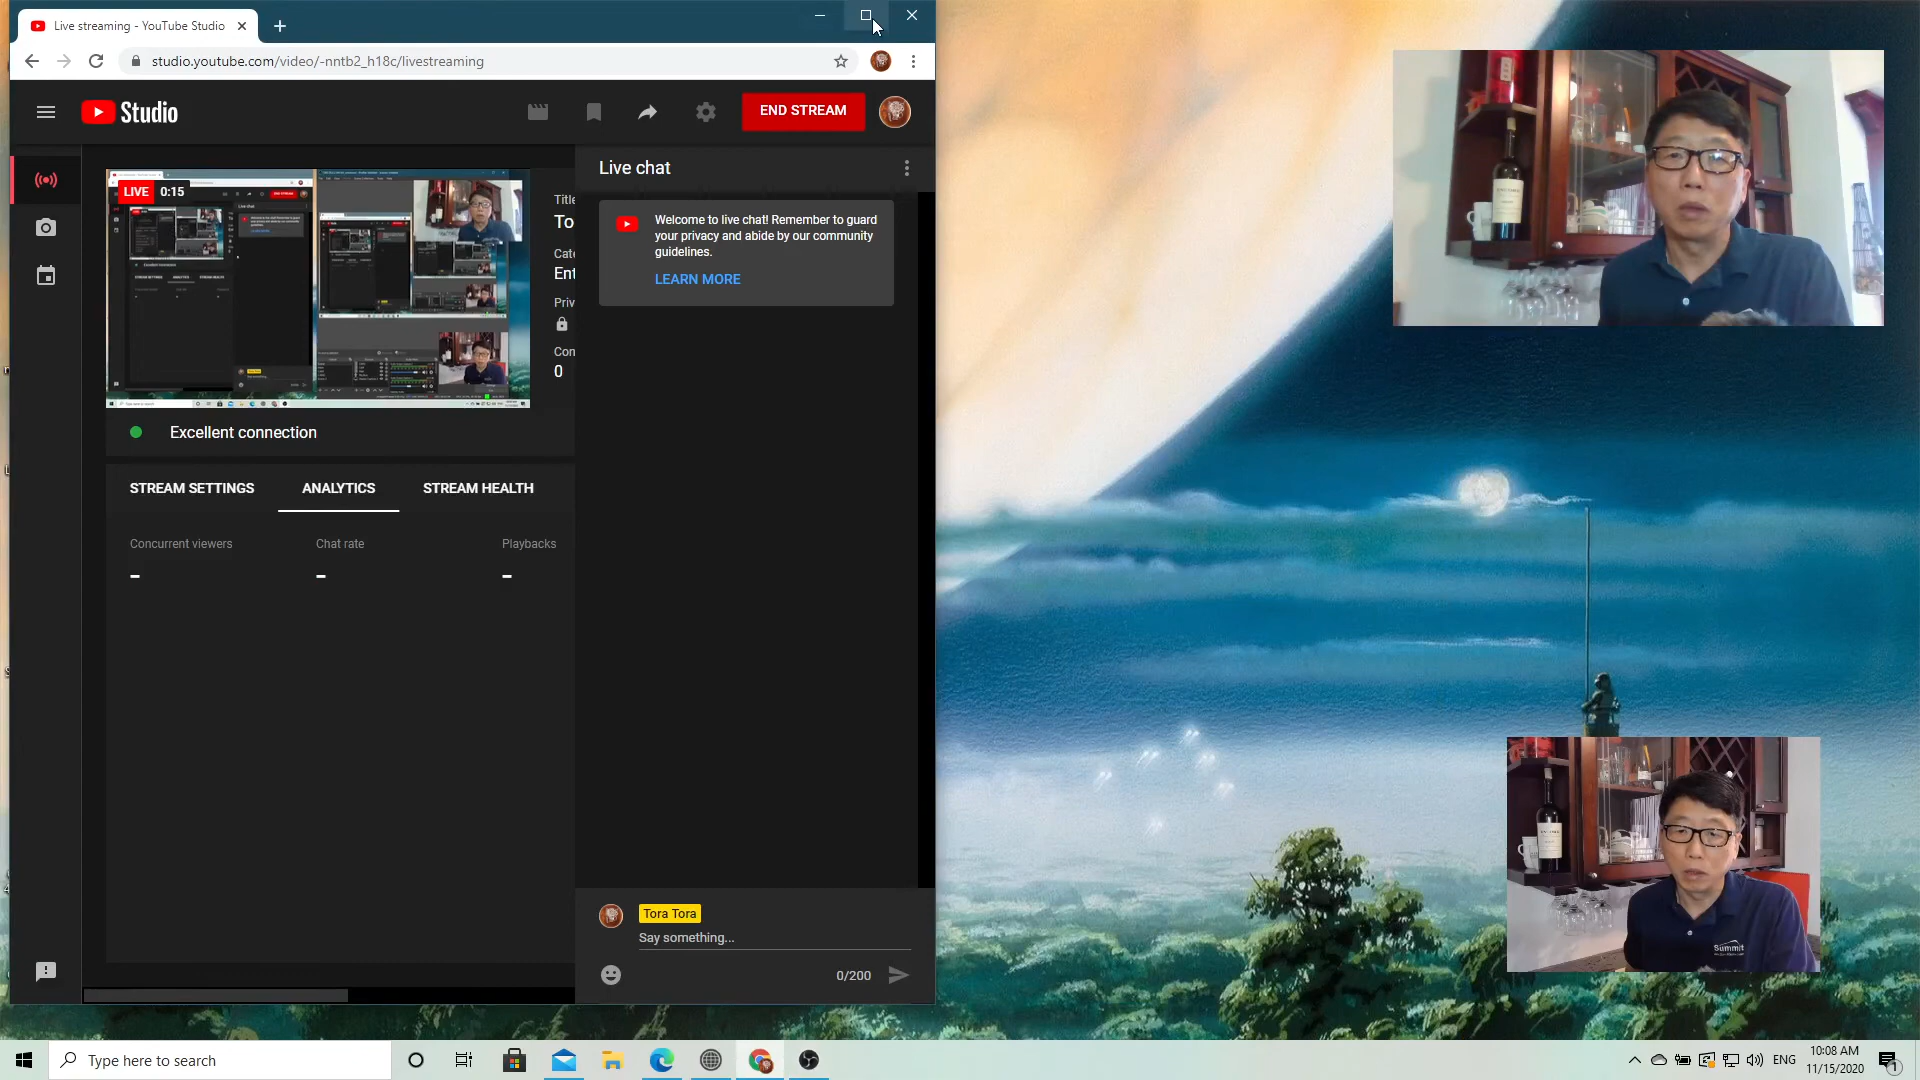 Live streaming - YouTube Studio
studio.youtube.com/video/-nntb2_h18c/livestreaming
Studio
END STREAM
LIVE 0:15
Title
To
Cate
Ent
Priv
Con
0
Excellent connection
STREAM SETTINGS
ANALYTICS
STREAM HEALTH
Concurrent viewers
Chat rate
Playbacks
–
–
–
Live chat
Welcome to live chat! Remember to guard
your privacy and abide by our community
guidelines.
LEARN MORE
Tora Tora
Say something...
0/200
Summit
Type here to search
ENG
10:08 AM
11/15/2020
1